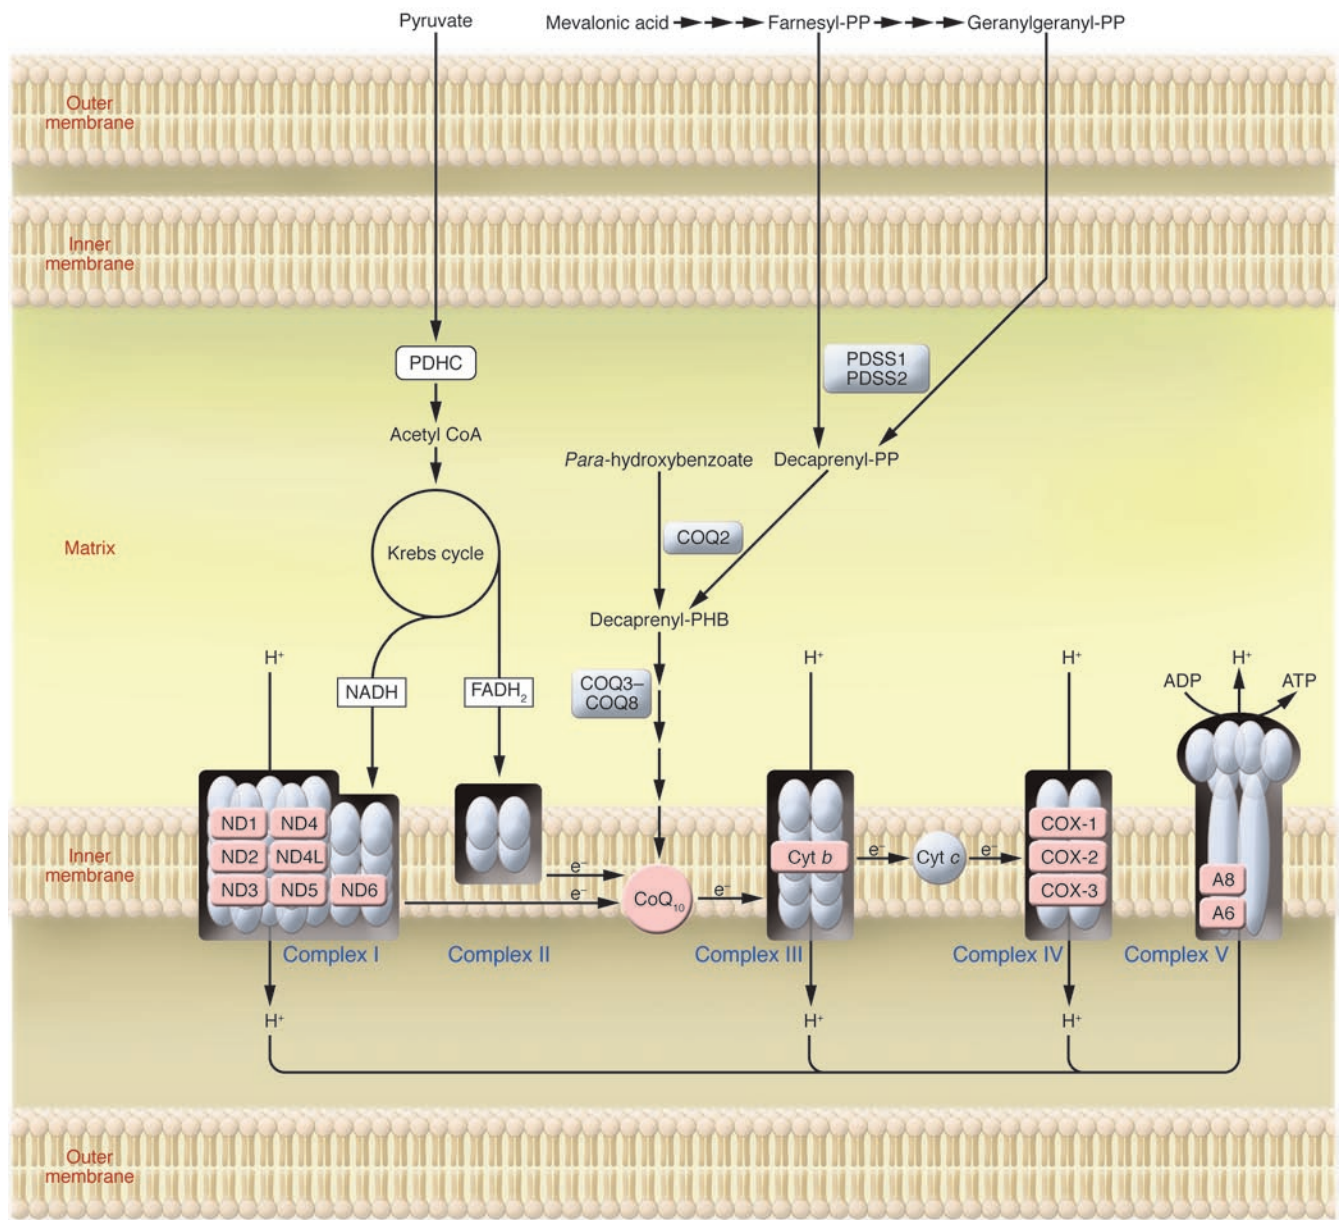 Pyruvate
Mevalonic acid
Farnesyl-PP
Geranylgeranyl-PP
Outer
membrane
Inner
membrane
PDHC
PDSS1
PDSS2
Acetyl CoA
Para-hydroxybenzoate
Decaprenyl-PP
COQ2
Krebs cycle
Matrix
Decaprenyl-PHB
H⁺
NADH
FADH₂
COQ3–
COQ8
H⁺
H⁺
H⁺
ADP
ATP
ND1
ND4
ND2
ND4L
ND3
ND5
ND6
Inner
membrane
e⁻
e⁻
CoQ₁₀
e⁻
Cyt b
e⁻
Cyt c
e⁻
COX-1
COX-2
COX-3
A8
A6
Complex I
Complex II
Complex III
Complex IV
Complex V
H⁺
H⁺
H⁺
Outer
membrane